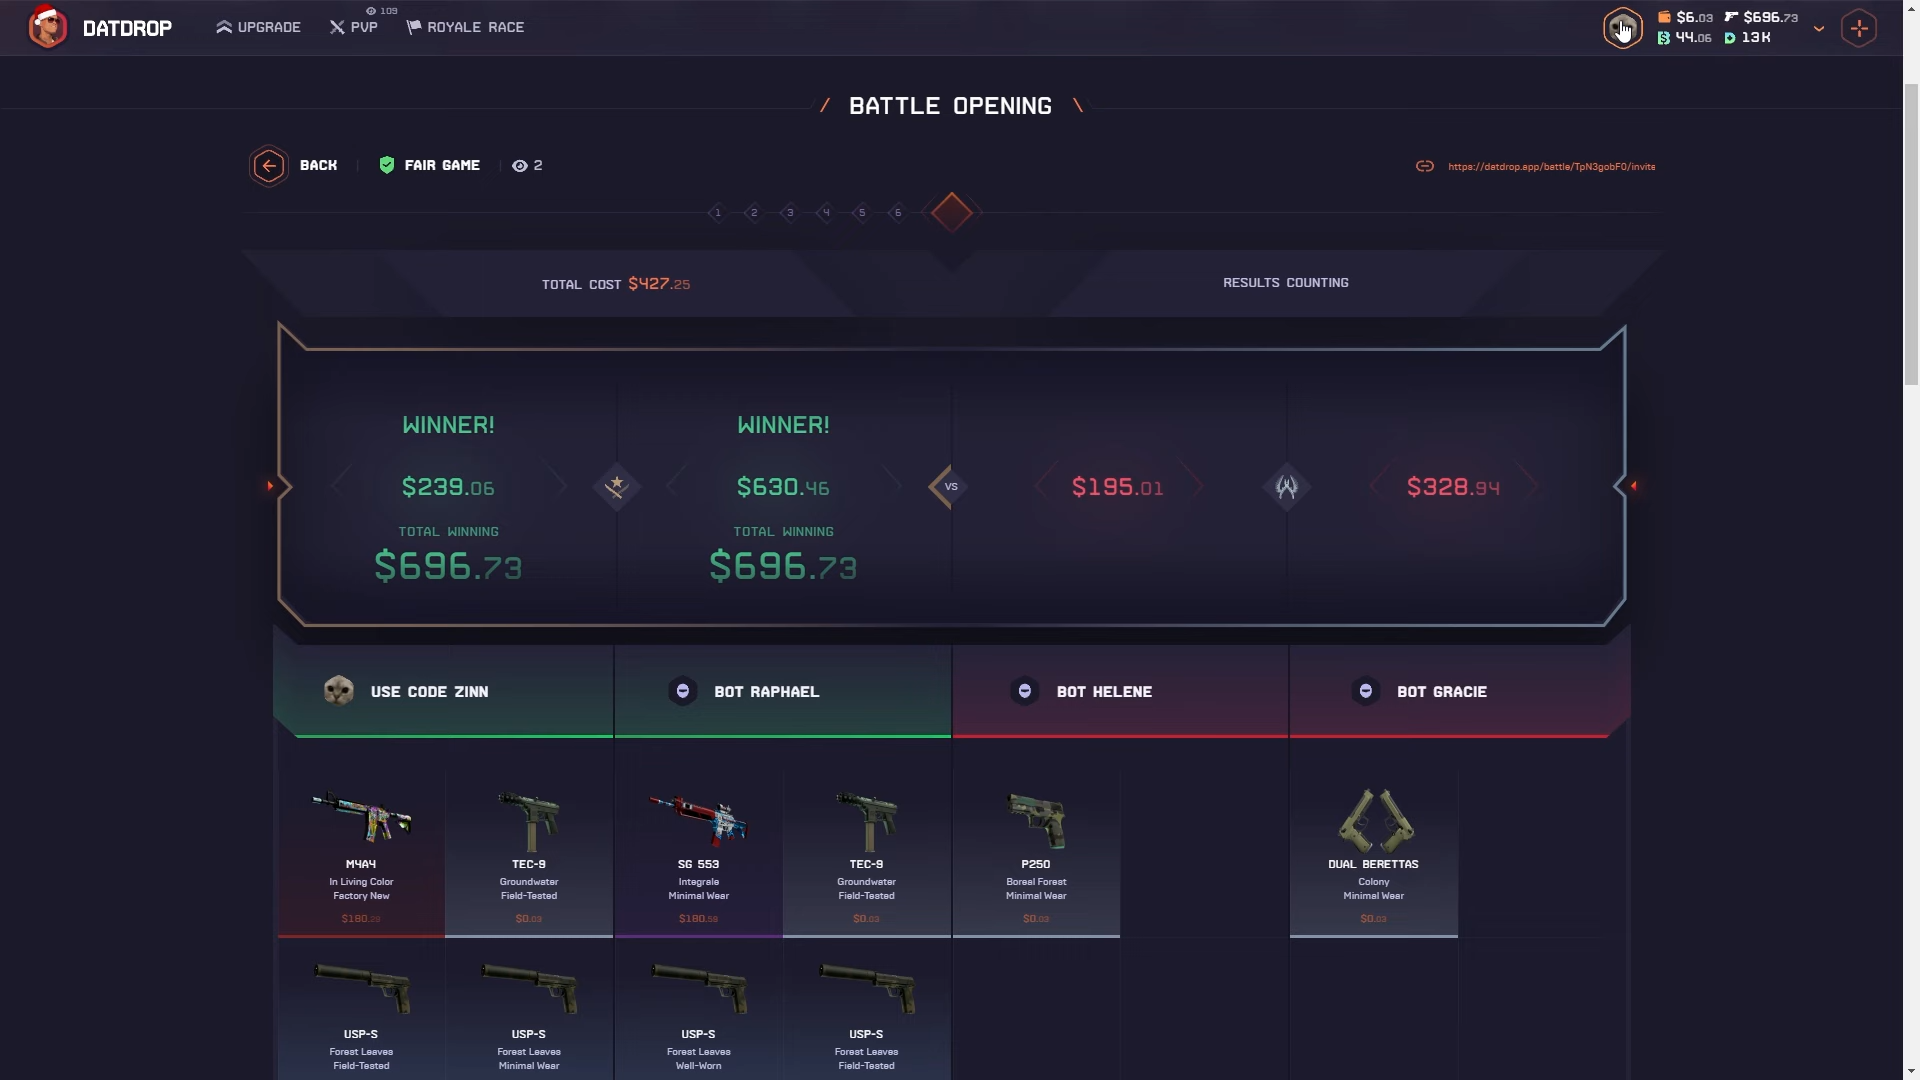 DATDROP
UPGRADE
PVP
109
ROYALE RACE
$6.03
$696.73
44.06
13K
/ BATTLE OPENING \
BACK
FAIR GAME
2
https://datdrop.app/battle/TpN3gobF0/invite
1 2 3 4 5 6
TOTAL COST $427.25
RESULTS COUNTING
WINNER!
WINNER!
$239.06
$630.46
VS
$195.01
$328.94
TOTAL WINNING
TOTAL WINNING
$696.73
$696.73
USE CODE ZINN
BOT RAPHAEL
BOT HELENE
BOT GRACIE
M4A4
In Living Color
Factory New
$180.29
TEC-9
Groundwater
Field-Tested
$0.03
SG 553
Integrale
Minimal Wear
$180.58
TEC-9
Groundwater
Field-Tested
$0.03
P250
Boreal Forest
Minimal Wear
$0.03
DUAL BERETTAS
Colony
Minimal Wear
$0.03
USP-S
Forest Leaves
Field-Tested
USP-S
Forest Leaves
Minimal Wear
USP-S
Forest Leaves
Well-Worn
USP-S
Forest Leaves
Field-Tested